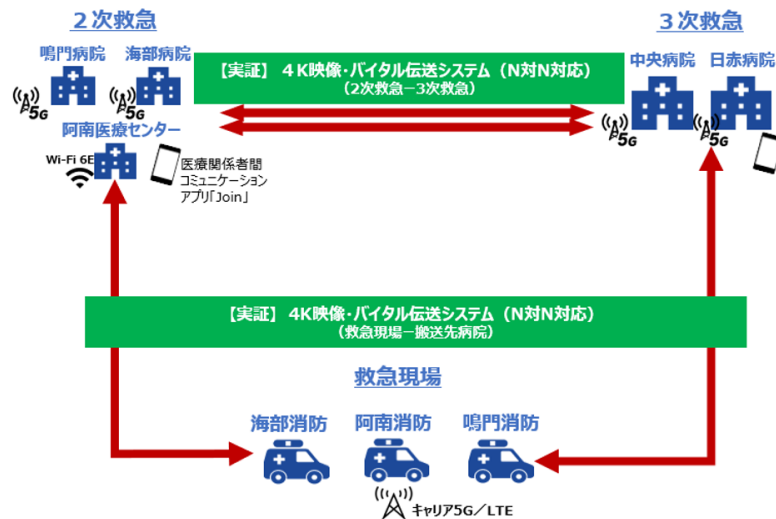 ２次救急
鳴門病院
海部病院
5G
5G
阿南医療センター
Wi-Fi 6E
医療関係者間
コミュニケーション
アプリ「Join」
【実証】４K映像・バイタル伝送システム（N対N対応）
（２次救急－３次救急）
３次救急
中央病院
日赤病院
5G
5G
【実証】４K映像・バイタル伝送システム（N対N対応）
（救急現場－搬送先病院）
救急現場
海部消防
阿南消防
鳴門消防
キャリア5G／LTE